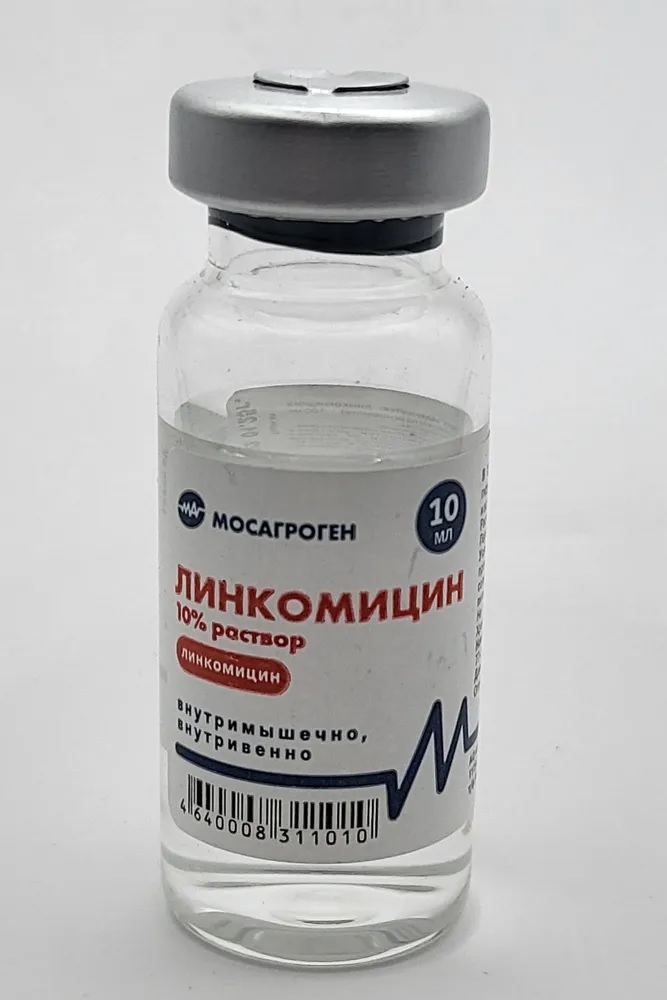 МОСАГРОГЕН
10
МЛ
ЛИНКОМИЦИН
10% раствор
линкомицин
внутримышечно,
внутривенно
4 640008 311010